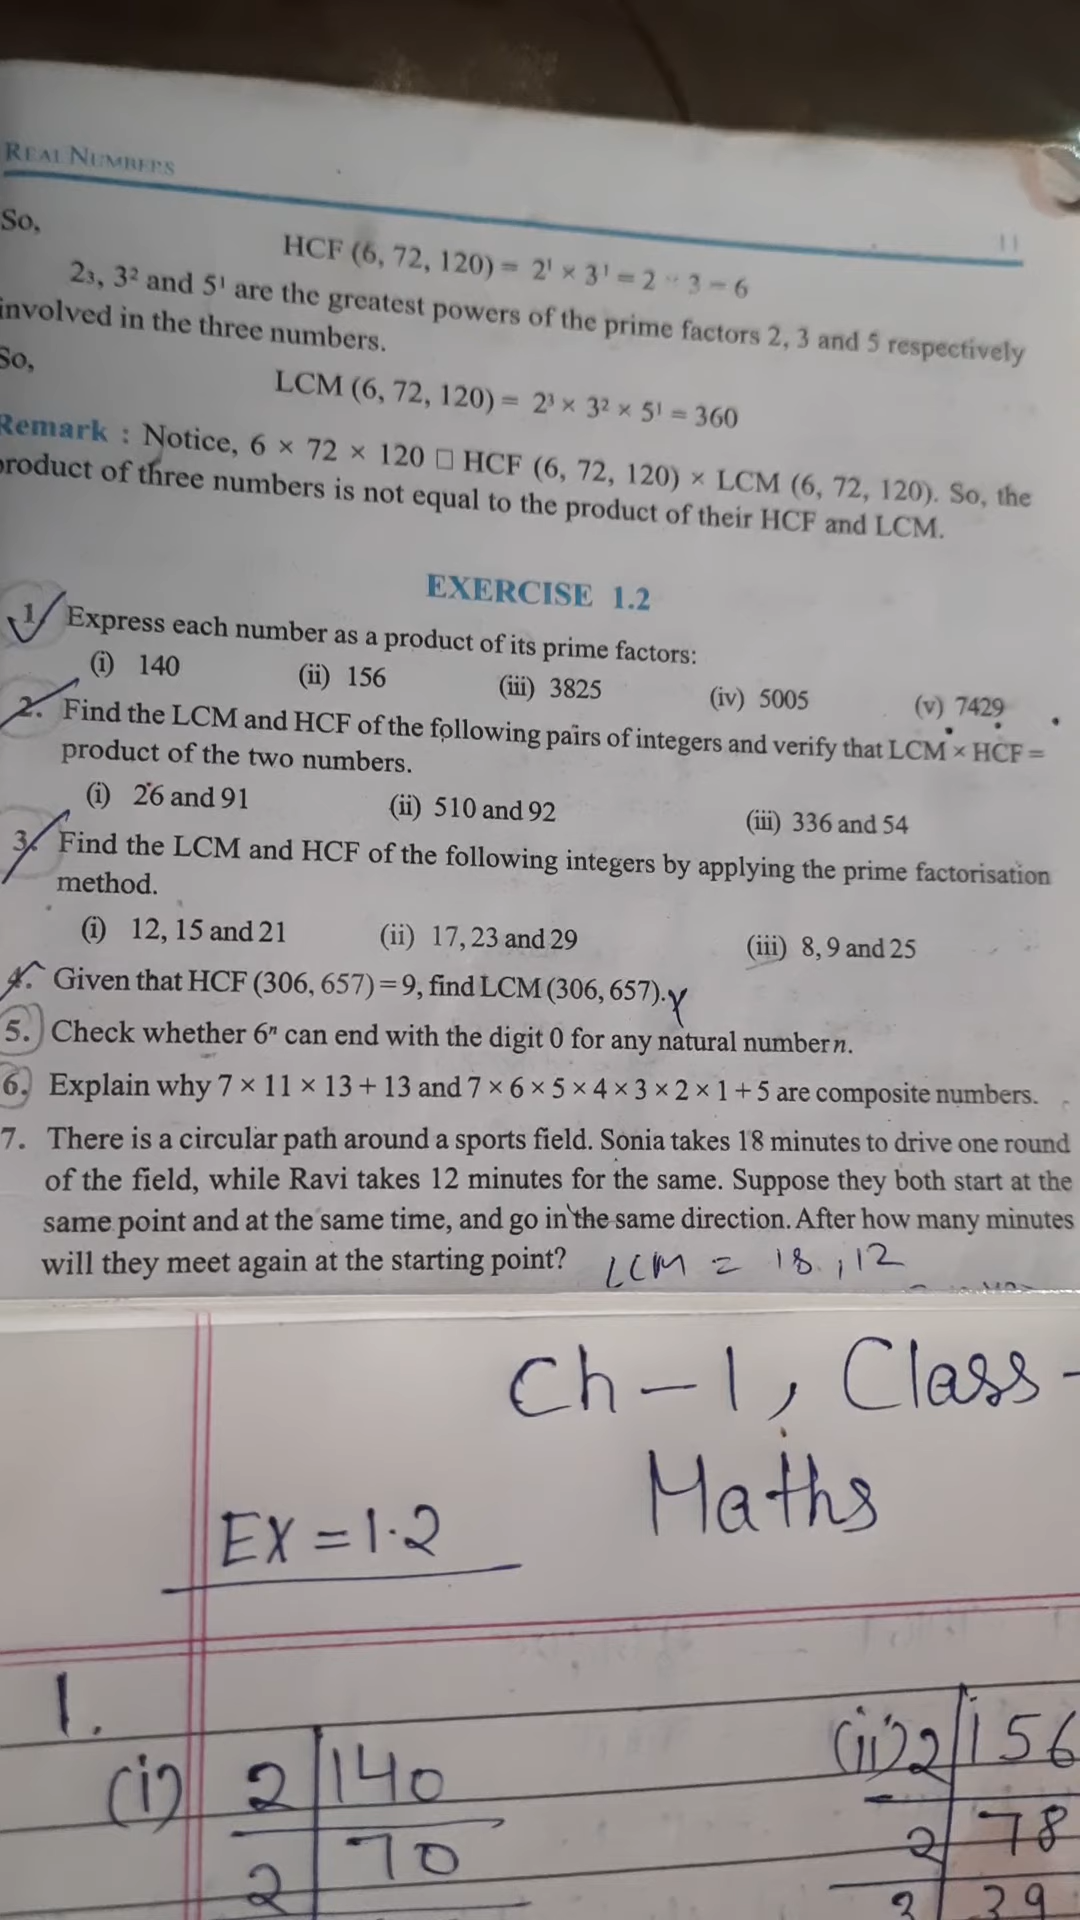 REAL NUMBERS
11
So,
HCF (6, 72, 120) = 2¹ × 3¹ = 2 × 3 = 6
2₃, 3² and 5¹ are the greatest powers of the prime factors 2, 3 and 5 respectively
involved in the three numbers.
So,
LCM (6, 72, 120) = 2³ × 3² × 5¹ = 360
Remark : Notice, 6 × 72 × 120 □ HCF (6, 72, 120) × LCM (6, 72, 120). So, the
product of three numbers is not equal to the product of their HCF and LCM.
EXERCISE 1.2
1. Express each number as a product of its prime factors:
(i) 140 (ii) 156 (iii) 3825 (iv) 5005 (v) 7429
2. Find the LCM and HCF of the following pairs of integers and verify that LCM × HCF =
product of the two numbers.
(i) 26 and 91 (ii) 510 and 92 (iii) 336 and 54
3. Find the LCM and HCF of the following integers by applying the prime factorisation
method.
(i) 12, 15 and 21 (ii) 17, 23 and 29 (iii) 8, 9 and 25
4. Given that HCF (306, 657) = 9, find LCM (306, 657).
5. Check whether 6ⁿ can end with the digit 0 for any natural number n.
6. Explain why 7 × 11 × 13 + 13 and 7 × 6 × 5 × 4 × 3 × 2 × 1 + 5 are composite numbers.
7. There is a circular path around a sports field. Sonia takes 18 minutes to drive one round
of the field, while Ravi takes 12 minutes for the same. Suppose they both start at the
same point and at the same time, and go in the same direction. After how many minutes
will they meet again at the starting point? LCM = 18, 12
Ch - 1, Class -
Maths
EX = 1.2
1.
(i) 2 140 (ii) 2 156
2 70 2 78
3 39